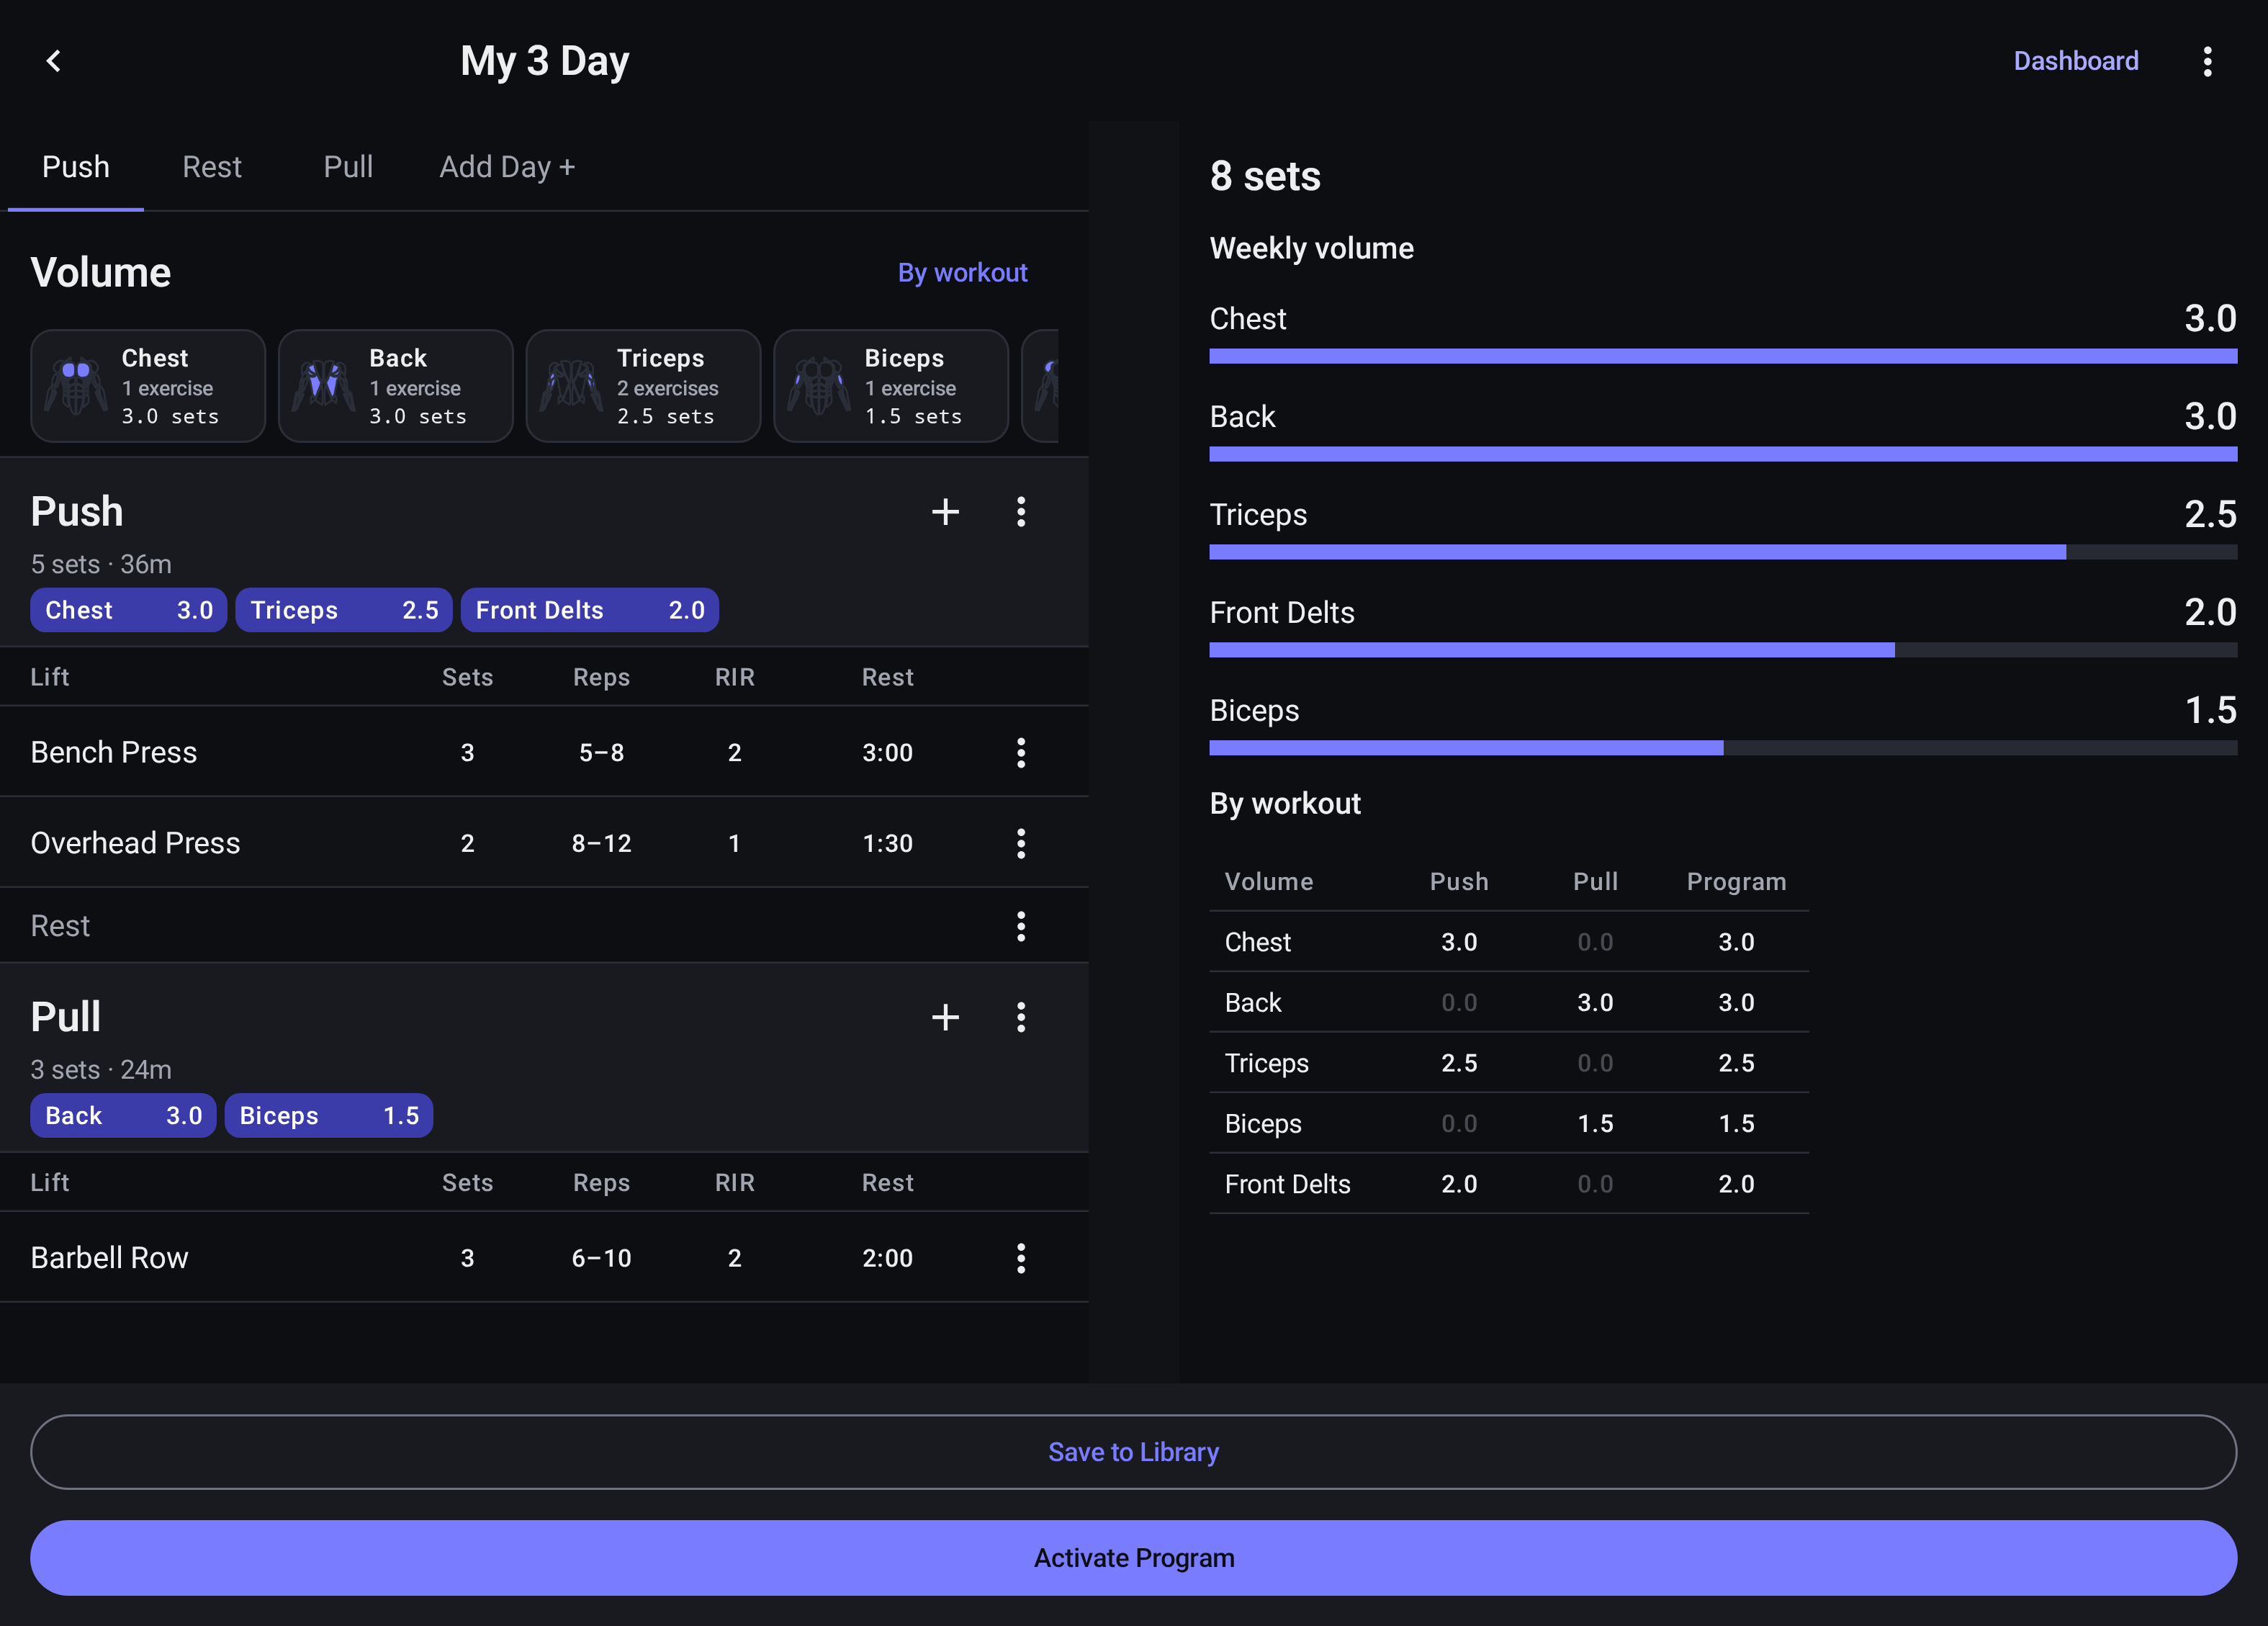 My 3 Day
Dashboard
Push Rest Pull Add Day +
Volume
By workout
Chest
1 exercise
3.0 sets
Back
1 exercise
3.0 sets
Triceps
2 exercises
2.5 sets
Biceps
1 exercise
1.5 sets
Push
5 sets · 36m
Chest 3.0 Triceps 2.5 Front Delts 2.0
Lift Sets Reps RIR Rest
Bench Press 3 5–8 2 3:00
Overhead Press 2 8–12 1 1:30
Rest
Pull
3 sets · 24m
Back 3.0 Biceps 1.5
Lift Sets Reps RIR Rest
Barbell Row 3 6–10 2 2:00
8 sets
Weekly volume
Chest 3.0
Back 3.0
Triceps 2.5
Front Delts 2.0
Biceps 1.5
By workout
Volume Push Pull Program
Chest 3.0 0.0 3.0
Back 0.0 3.0 3.0
Triceps 2.5 0.0 2.5
Biceps 0.0 1.5 1.5
Front Delts 2.0 0.0 2.0
Save to Library
Activate Program